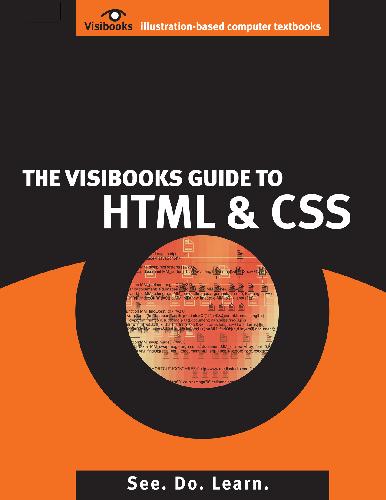 Visibooks illustration-based computer textbooks
THE VISIBOOKS GUIDE TO
HTML & CSS
See. Do. Learn.